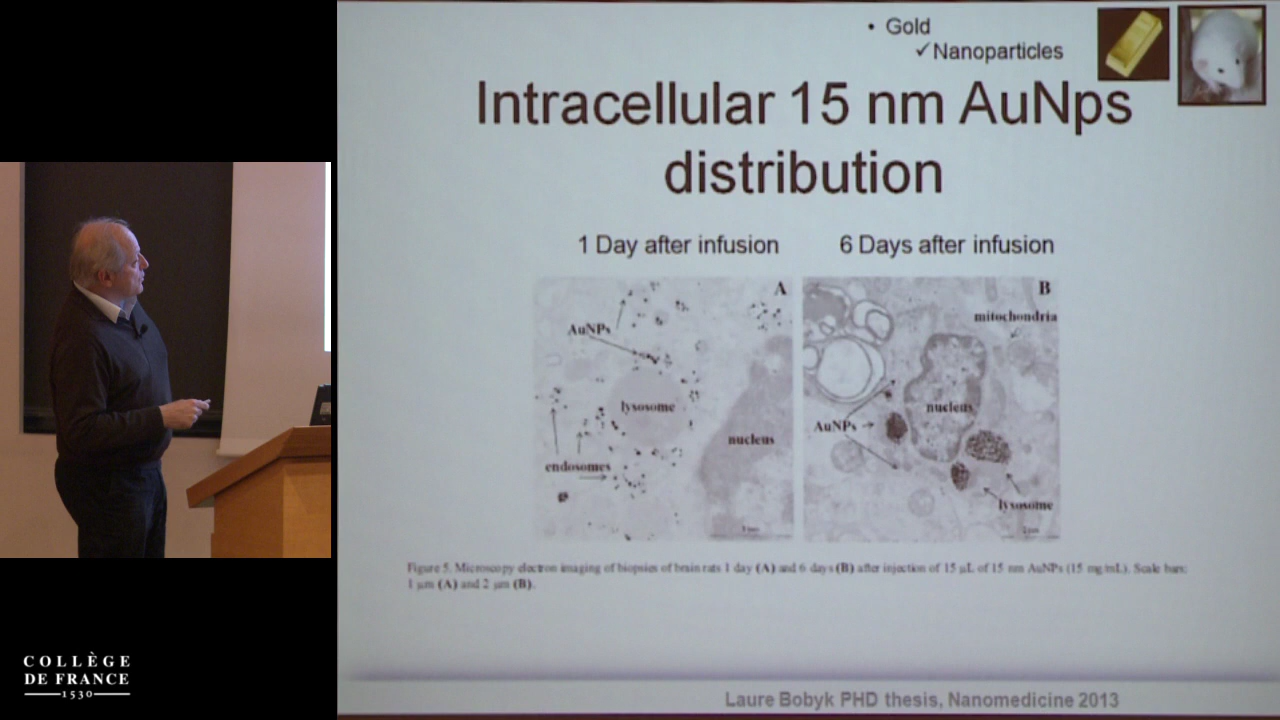 • Gold
✓Nanoparticles
Intracellular 15 nm AuNps
distribution
1 Day after infusion
6 Days after infusion
A
AuNPs
lysosome
nucleus
endosomes
B
mitochondria
nucleus
AuNPs
lysosome
Figure 5. Microscopy electron imaging of biopsies of brain rats 1 day (A) and 6 days (B) after injection of 15 µL of 15 nm AuNPs (15 mg/mL). Scale bars:
1 µm (A) and 2 µm (B).
Laure Bobyk PHD thesis, Nanomedicine 2013
COLLÈGE
DE FRANCE
1530